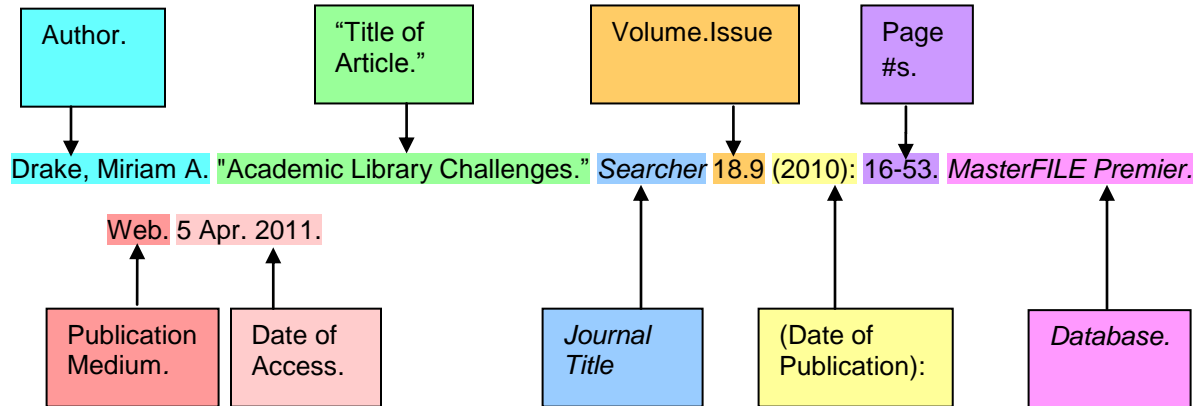 Author.
“Title of
Article.”
Volume.Issue
Page
#s.
Drake, Miriam A. "Academic Library Challenges.” Searcher 18.9 (2010): 16-53. MasterFILE Premier.
Web. 5 Apr. 2011.
Publication
Medium.
Date of
Access.
Journal
Title
(Date of
Publication):
Database.